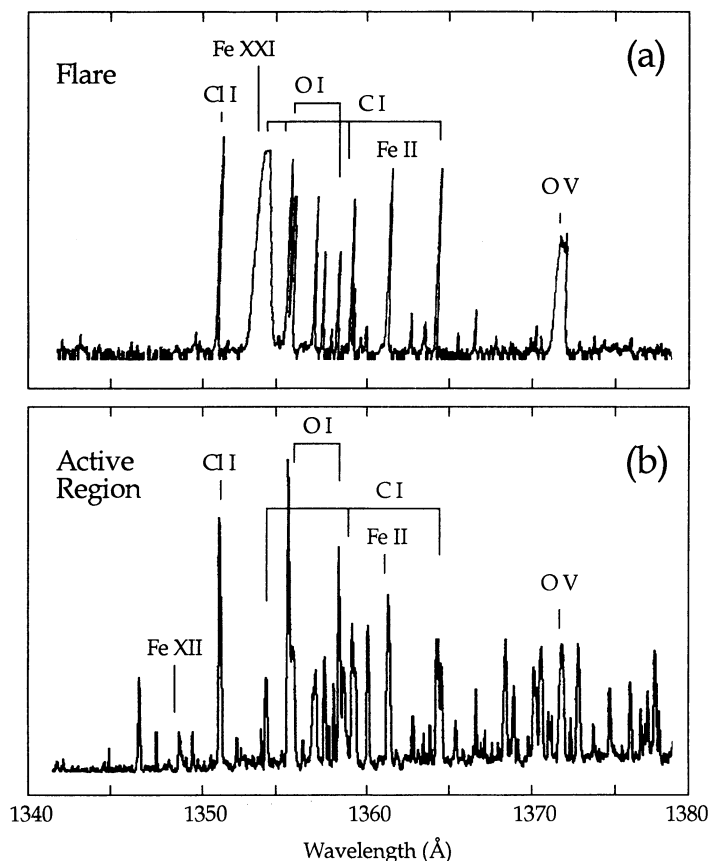 (a)
Flare
Fe XXI
Cl I
O I
C I
Fe II
O V
(b)
Active
Region
Cl I
O I
C I
Fe II
Fe XII
O V
1340
1350
1360
1370
1380
Wavelength (Å)